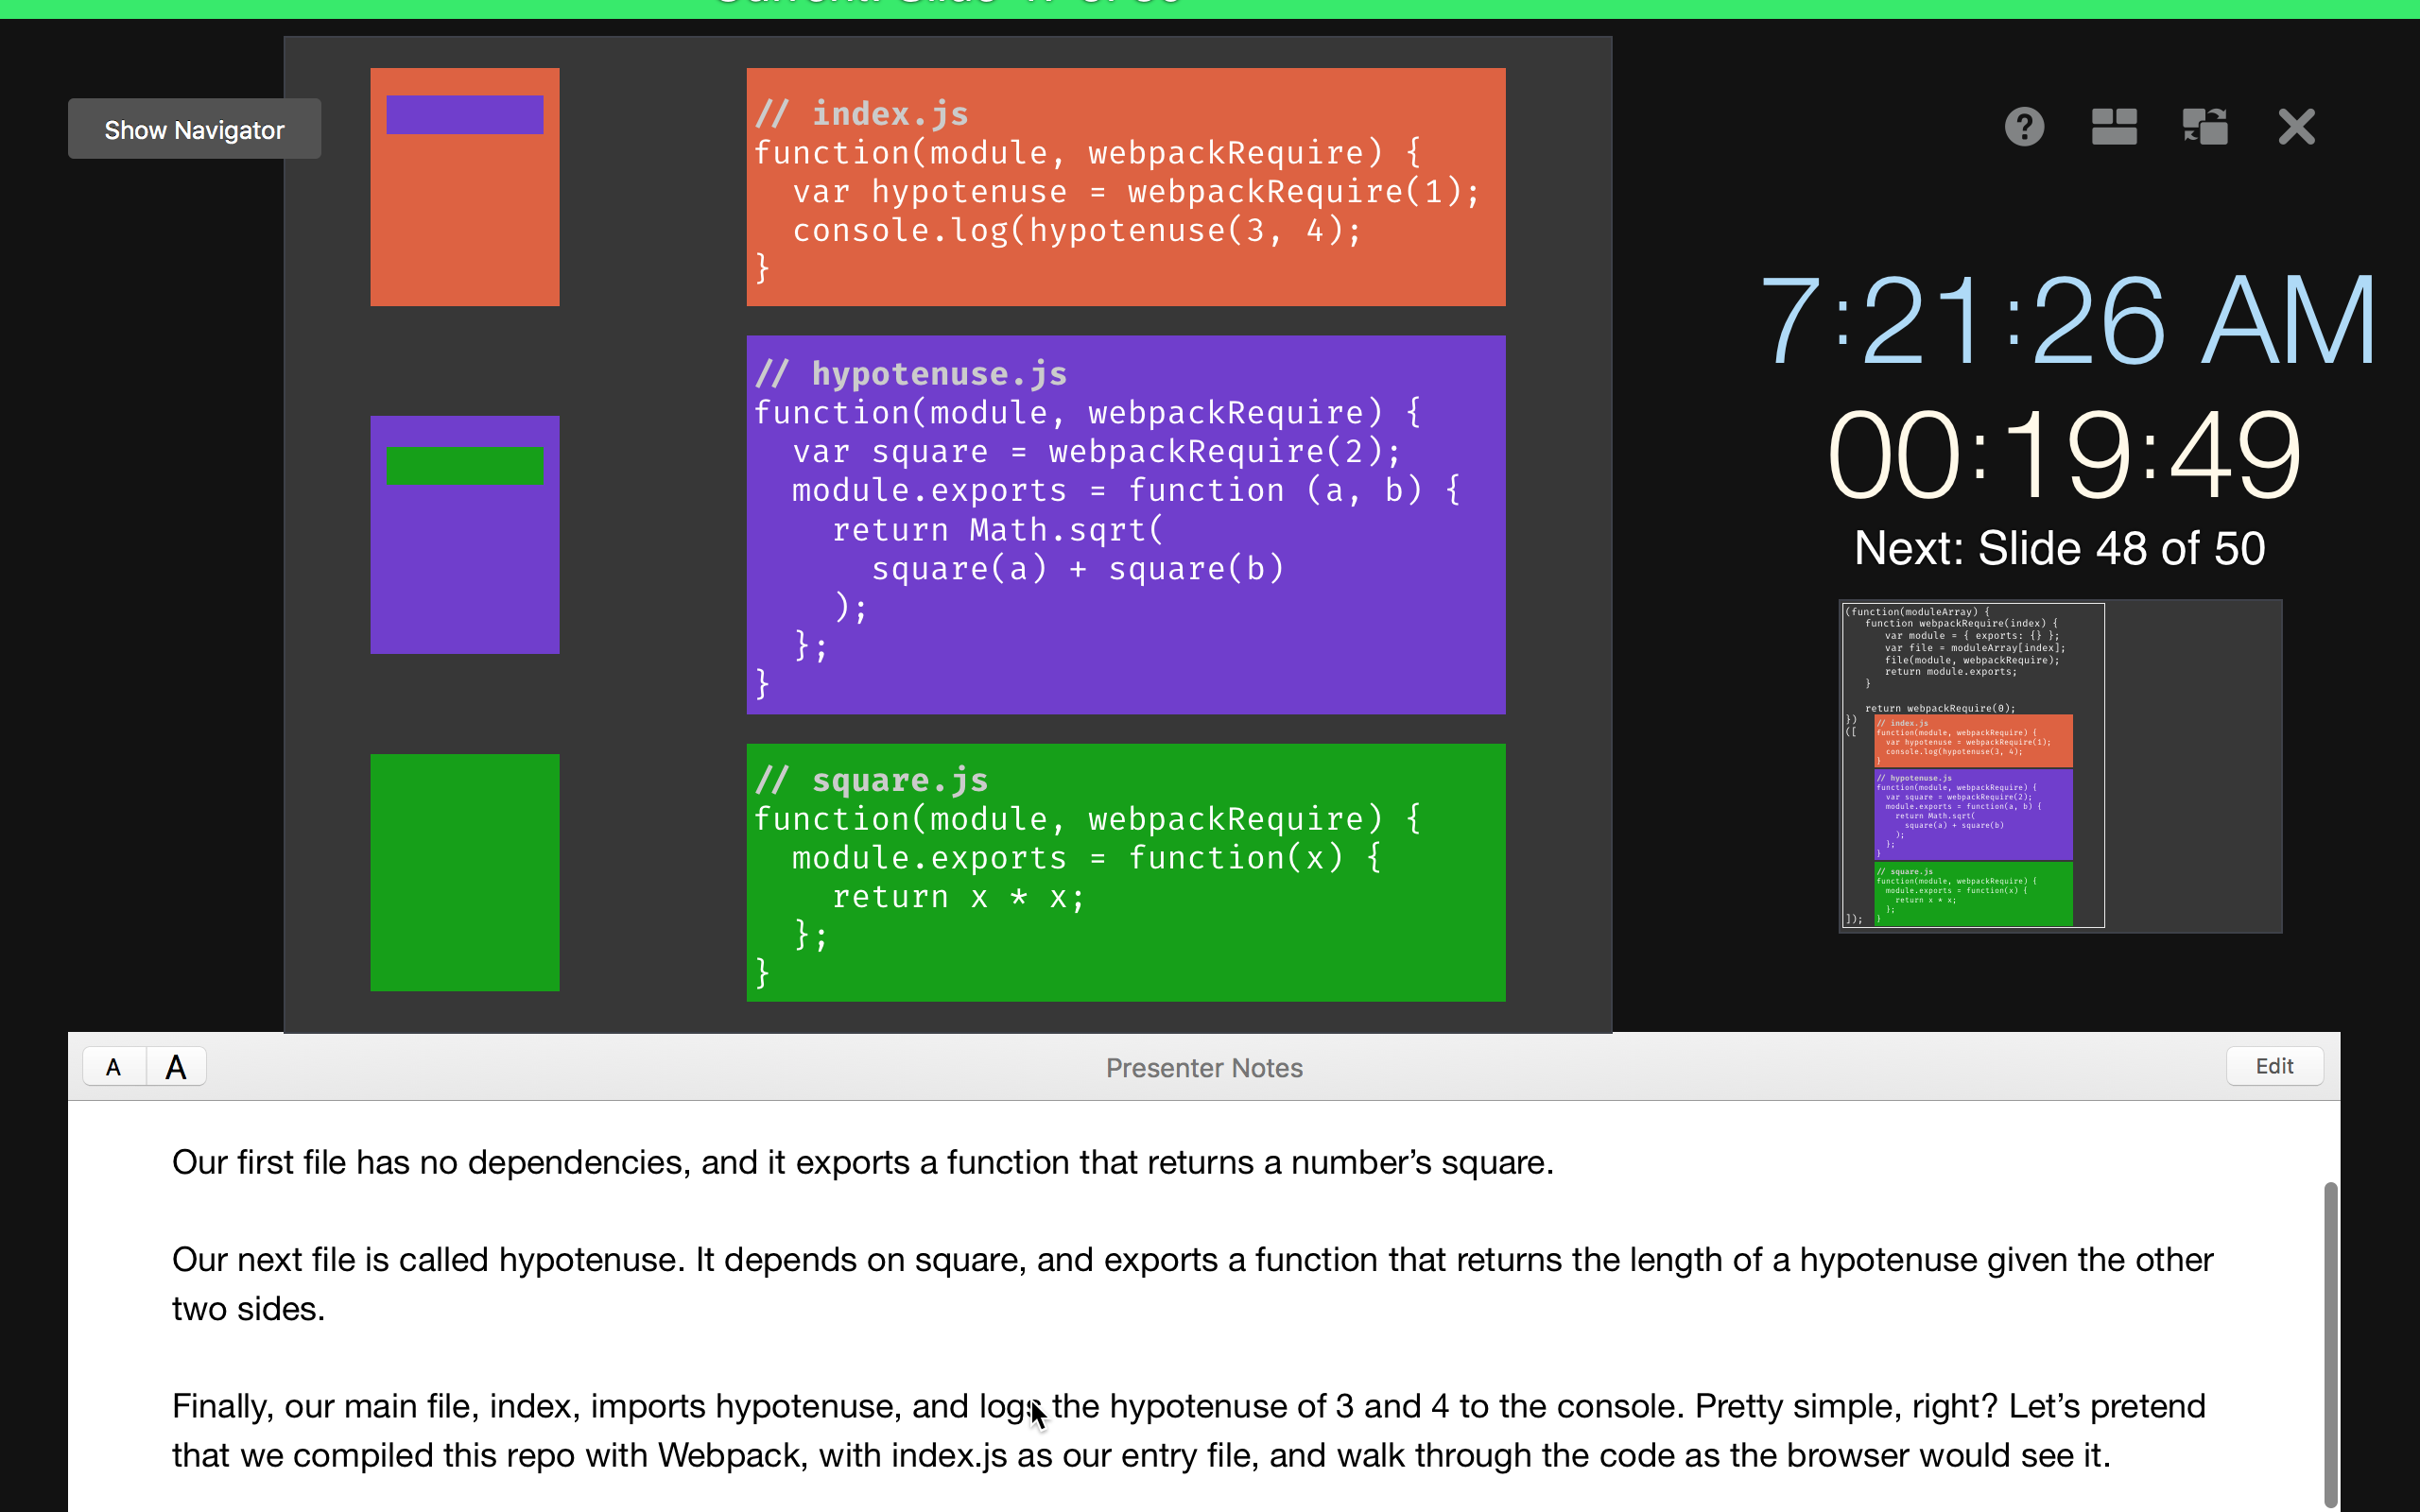 Current: Slide 47 of 50
Show Navigator
// index.js
function(module, webpackRequire) {
  var hypotenuse = webpackRequire(1);
  console.log(hypotenuse(3, 4);
}
// hypotenuse.js
function(module, webpackRequire) {
  var square = webpackRequire(2);
  module.exports = function (a, b) {
    return Math.sqrt(
      square(a) + square(b)
    );
  };
}
// square.js
function(module, webpackRequire) {
  module.exports = function(x) {
    return x * x;
  };
}
?
7:21:26 AM
00:19:49
Next: Slide 48 of 50
(function(moduleArray) {
  function webpackRequire(index) {
    var module = { exports: {} };
    var file = moduleArray[index];
    file(module, webpackRequire);
    return module.exports;
  }
  return webpackRequire(0);
})
([
// index.js
function(module, webpackRequire) {
  var hypotenuse = webpackRequire(1);
  console.log(hypotenuse(3, 4);
}
// hypotenuse.js
function(module, webpackRequire) {
  var square = webpackRequire(2);
  module.exports = function(a, b) {
    return Math.sqrt(
      square(a) + square(b)
    );
  };
}
// square.js
function(module, webpackRequire) {
  module.exports = function(x) {
    return x * x;
  };
}
]);
A A
Presenter Notes
Edit
Our first file has no dependencies, and it exports a function that returns a number’s square.
Our next file is called hypotenuse. It depends on square, and exports a function that returns the length of a hypotenuse given the other
two sides.
Finally, our main file, index, imports hypotenuse, and logs the hypotenuse of 3 and 4 to the console. Pretty simple, right? Let’s pretend
that we compiled this repo with Webpack, with index.js as our entry file, and walk through the code as the browser would see it.